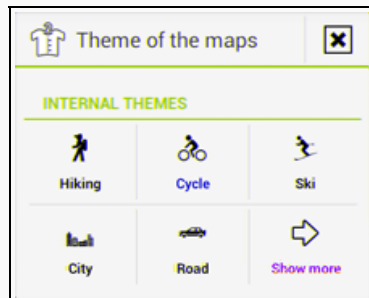 Theme of the maps
INTERNAL THEMES
Hiking Cycle Ski
City Road Show more